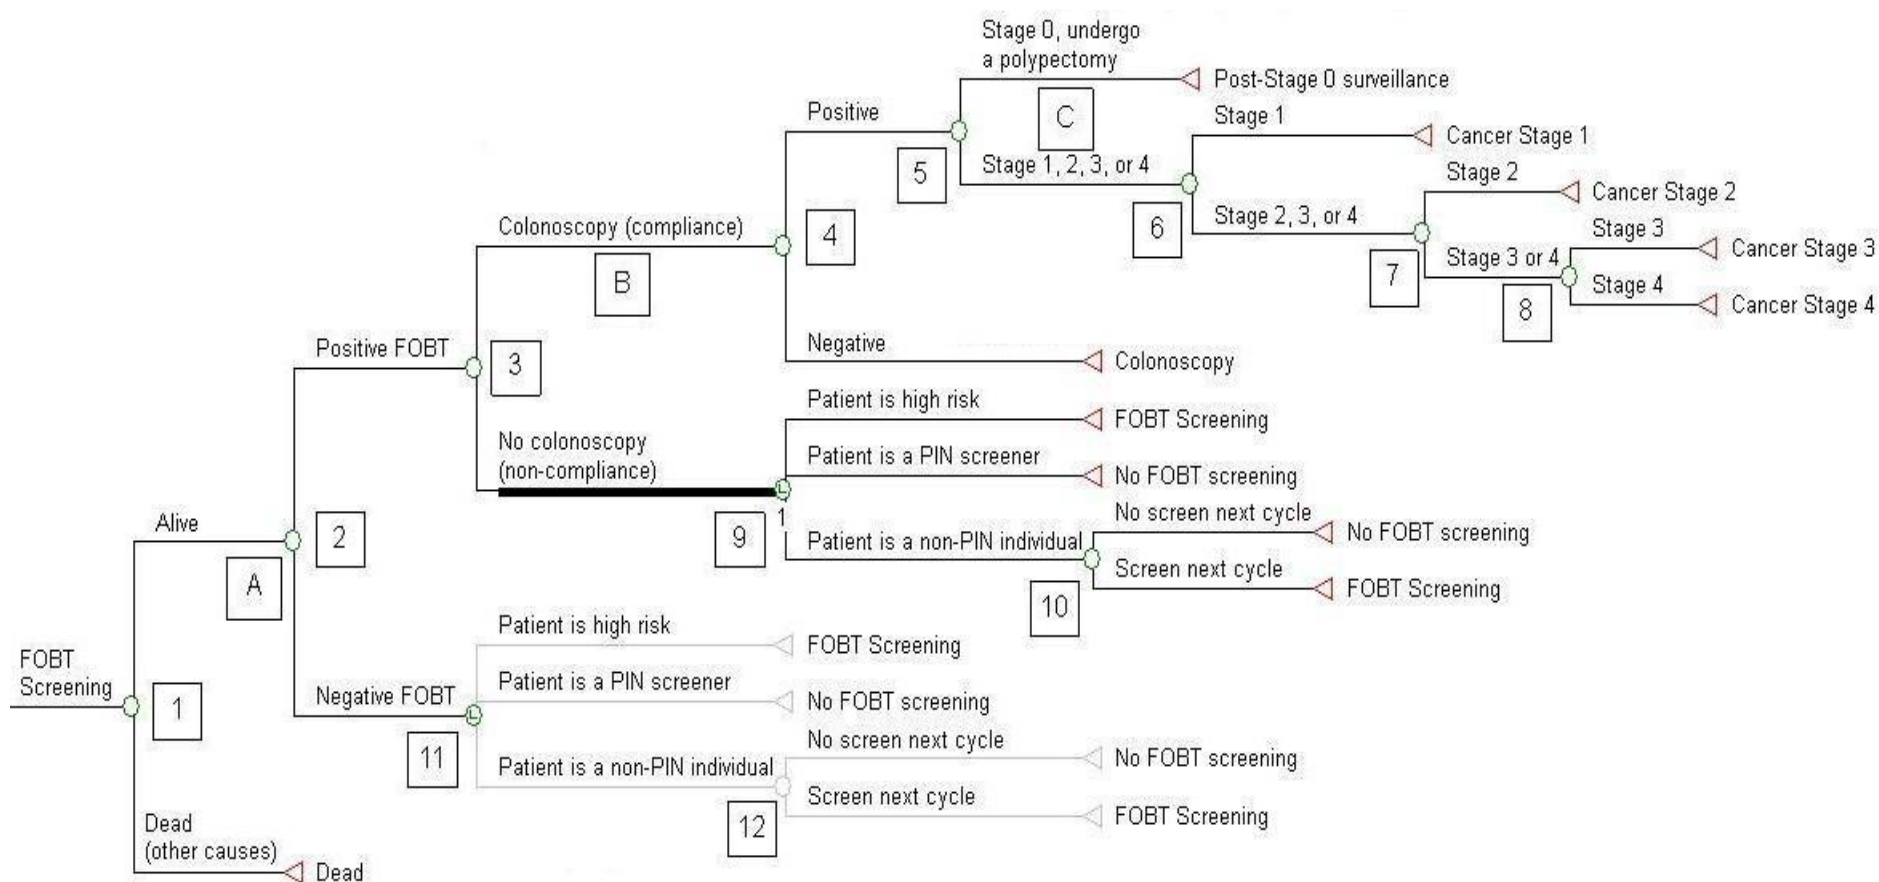 Stage 0, undergo
a polypectomy
Post-Stage 0 surveillance
C
Positive
Stage 1
Cancer Stage 1
5
Stage 1, 2, 3, or 4
Stage 2
Cancer Stage 2
6
Stage 2, 3, or 4
Stage 3
Cancer Stage 3
7
Stage 3 or 4
8
Stage 4
Cancer Stage 4
Colonoscopy (compliance)
4
B
Negative
Colonoscopy
Positive FOBT
3
Patient is high risk
FOBT Screening
No colonoscopy
(non-compliance)
Patient is a PIN screener
No FOBT screening
L
1
9
Patient is a non-PIN individual
No screen next cycle
No FOBT screening
10
Screen next cycle
FOBT Screening
Alive
2
A
Patient is high risk
FOBT Screening
FOBT
Screening
1
Negative FOBT
L
11
Patient is a PIN screener
No FOBT screening
Patient is a non-PIN individual
No screen next cycle
No FOBT screening
12
Screen next cycle
FOBT Screening
Dead
(other causes)
Dead